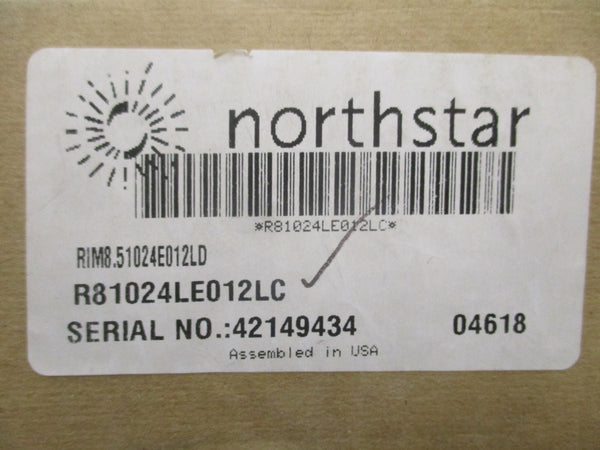 northstar
*R81024LE012LC*
RIM8.51024E012LD
R81024LE012LC
SERIAL NO.:42149434 04618
Assembled in USA